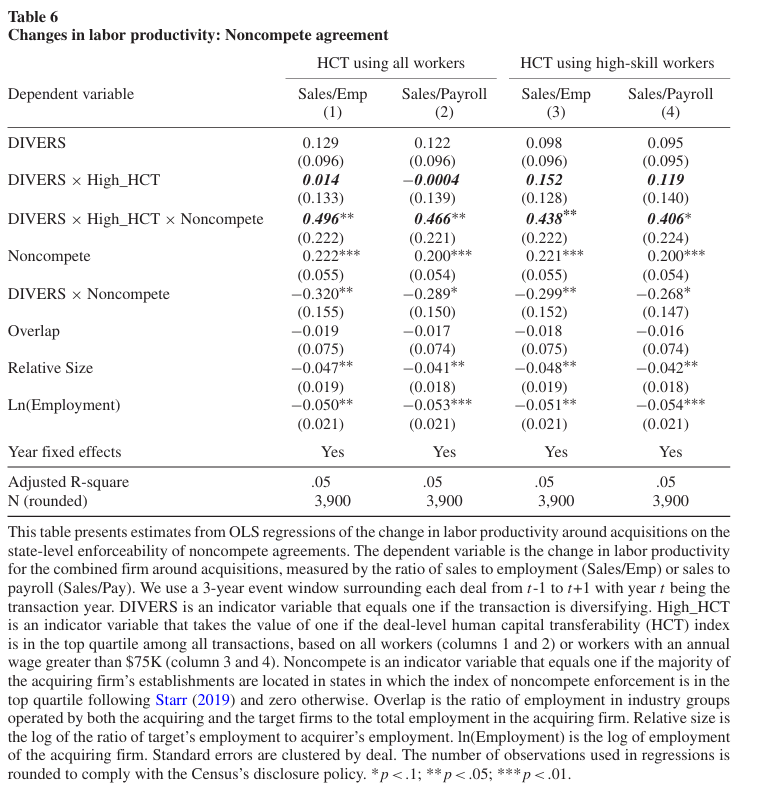 Table 6
Changes in labor productivity: Noncompete agreement
HCT using all workers HCT using high-skill workers
Dependent variable Sales/Emp Sales/Payroll Sales/Emp Sales/Payroll
(1) (2) (3) (4)
DIVERS 0.129 0.122 0.098 0.095
(0.096) (0.096) (0.096) (0.095)
DIVERS × High_HCT 0.014 −0.0004 0.152 0.119
(0.133) (0.139) (0.128) (0.140)
DIVERS × High_HCT × Noncompete 0.496** 0.466** 0.438** 0.406*
(0.222) (0.221) (0.222) (0.224)
Noncompete 0.222*** 0.200*** 0.221*** 0.200***
(0.055) (0.054) (0.055) (0.054)
DIVERS × Noncompete −0.320** −0.289* −0.299** −0.268*
(0.155) (0.150) (0.152) (0.147)
Overlap −0.019 −0.017 −0.018 −0.016
(0.075) (0.074) (0.075) (0.074)
Relative Size −0.047** −0.041** −0.048** −0.042**
(0.019) (0.018) (0.019) (0.018)
Ln(Employment) −0.050** −0.053*** −0.051** −0.054***
(0.021) (0.021) (0.021) (0.021)
Year fixed effects Yes Yes Yes Yes
Adjusted R-square .05 .05 .05 .05
N (rounded) 3,900 3,900 3,900 3,900
This table presents estimates from OLS regressions of the change in labor productivity around acquisitions on the
state-level enforceability of noncompete agreements. The dependent variable is the change in labor productivity
for the combined firm around acquisitions, measured by the ratio of sales to employment (Sales/Emp) or sales to
payroll (Sales/Pay). We use a 3-year event window surrounding each deal from t-1 to t+1 with year t being the
transaction year. DIVERS is an indicator variable that equals one if the transaction is diversifying. High_HCT
is an indicator variable that takes the value of one if the deal-level human capital transferability (HCT) index
is in the top quartile among all transactions, based on all workers (columns 1 and 2) or workers with an annual
wage greater than $75K (column 3 and 4). Noncompete is an indicator variable that equals one if the majority of
the acquiring firm's establishments are located in states in which the index of noncompete enforcement is in the
top quartile following Starr (2019) and zero otherwise. Overlap is the ratio of employment in industry groups
operated by both the acquiring and the target firms to the total employment in the acquiring firm. Relative size is
the log of the ratio of target's employment to acquirer's employment. ln(Employment) is the log of employment
of the acquiring firm. Standard errors are clustered by deal. The number of observations used in regressions is
rounded to comply with the Census's disclosure policy. *p<.1; **p<.05; ***p<.01.